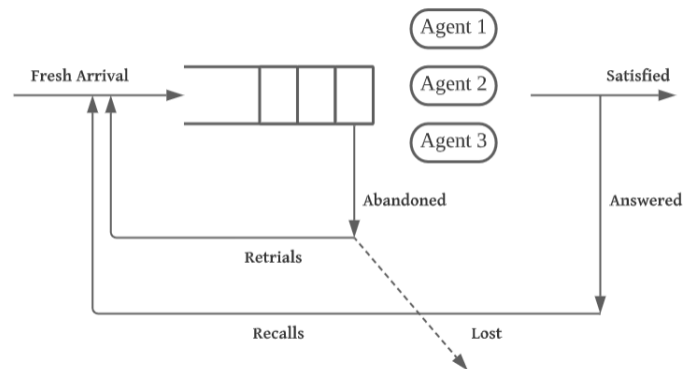 Agent 1
Fresh Arrival
Agent 2
Satisfied
Agent 3
Abandoned
Answered
Retrials
Recalls
Lost